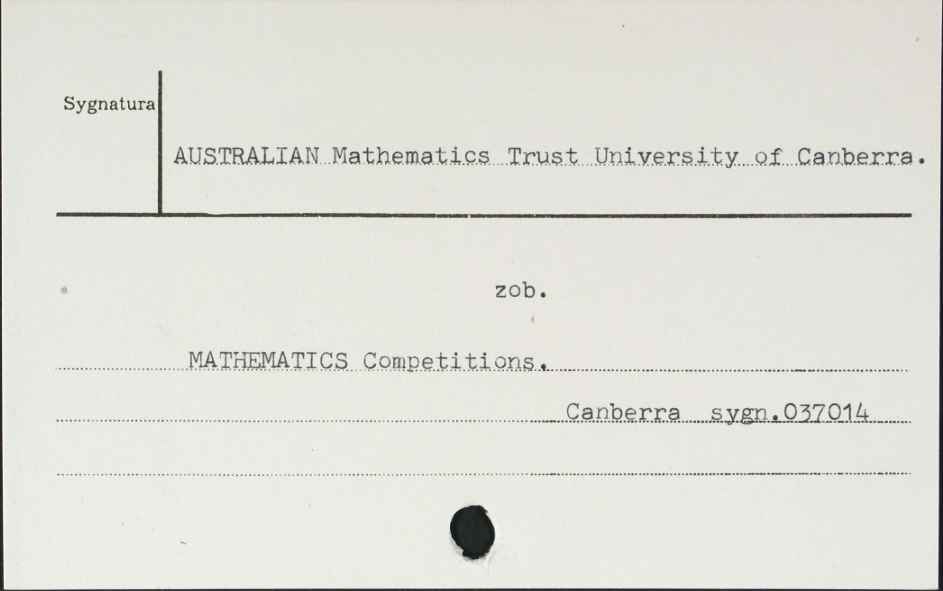 Sygnatura
AUSTRALIAN Mathematics Trust University of Canberra.
zob.
MATHEMATICS Competitions.
Canberra sygn.037014